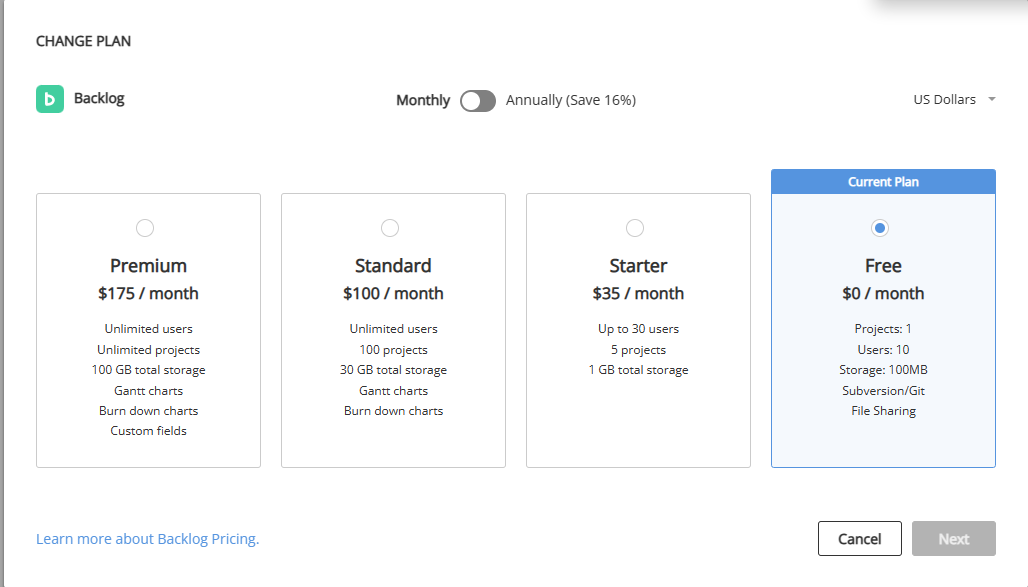 CHANGE PLAN
Backlog
Monthly Annually (Save 16%)
US Dollars
Premium
$175 / month
Unlimited users
Unlimited projects
100 GB total storage
Gantt charts
Burn down charts
Custom fields
Standard
$100 / month
Unlimited users
100 projects
30 GB total storage
Gantt charts
Burn down charts
Starter
$35 / month
Up to 30 users
5 projects
1 GB total storage
Current Plan
Free
$0 / month
Projects: 1
Users: 10
Storage: 100MB
Subversion/Git
File Sharing
Learn more about Backlog Pricing.
Cancel
Next